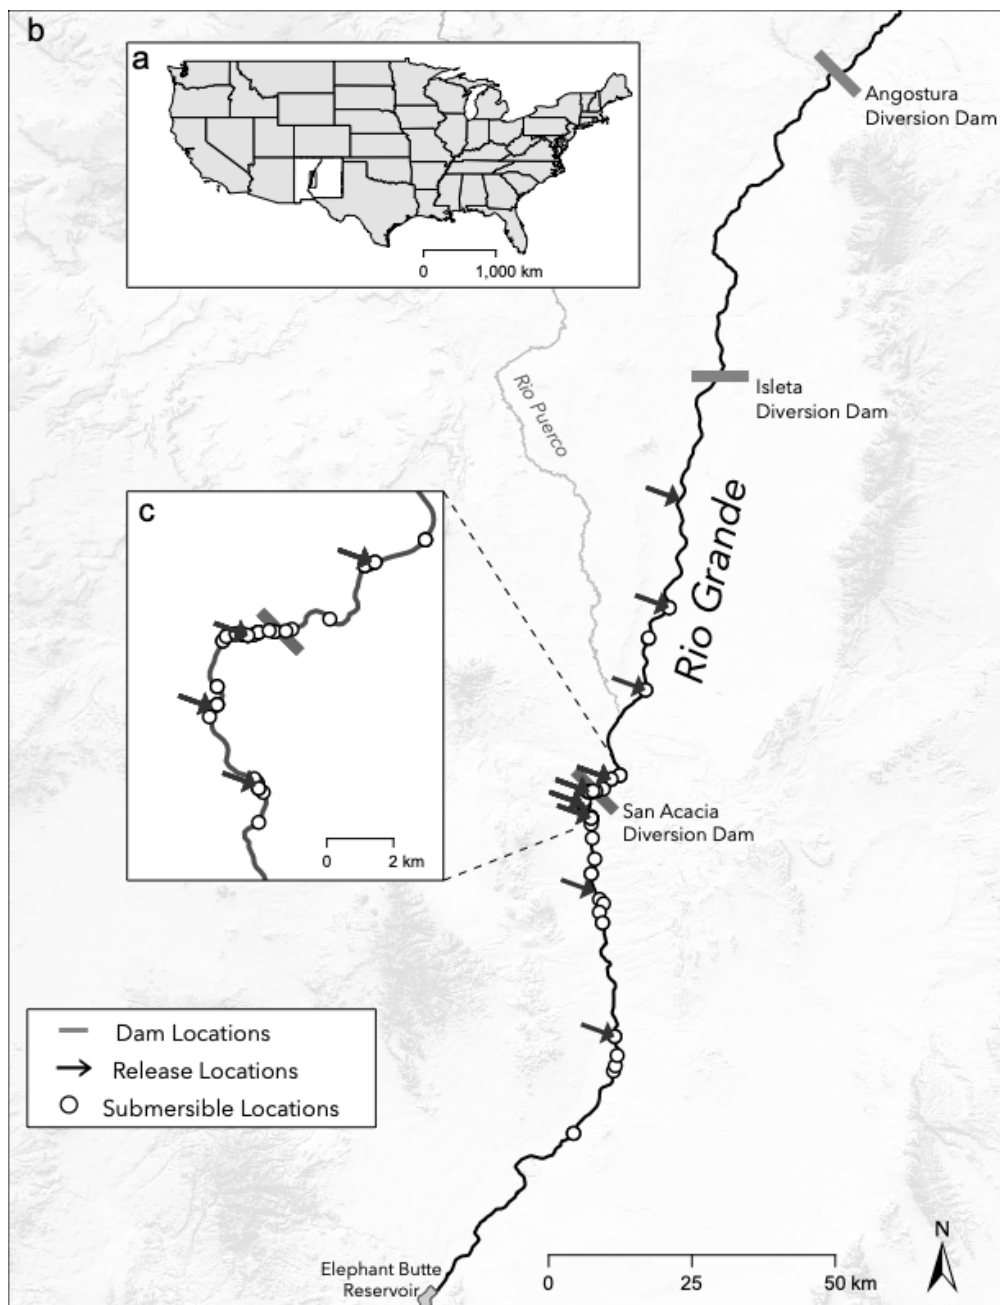 b
a
0 1,000 km
Angostura
Diversion Dam
Isleta
Diversion Dam
Rio Puerco
Rio Grande
c
0 2 km
San Acacia
Diversion Dam
Dam Locations
Release Locations
Submersible Locations
Elephant Butte
Reservoir
N
0 25 50 km